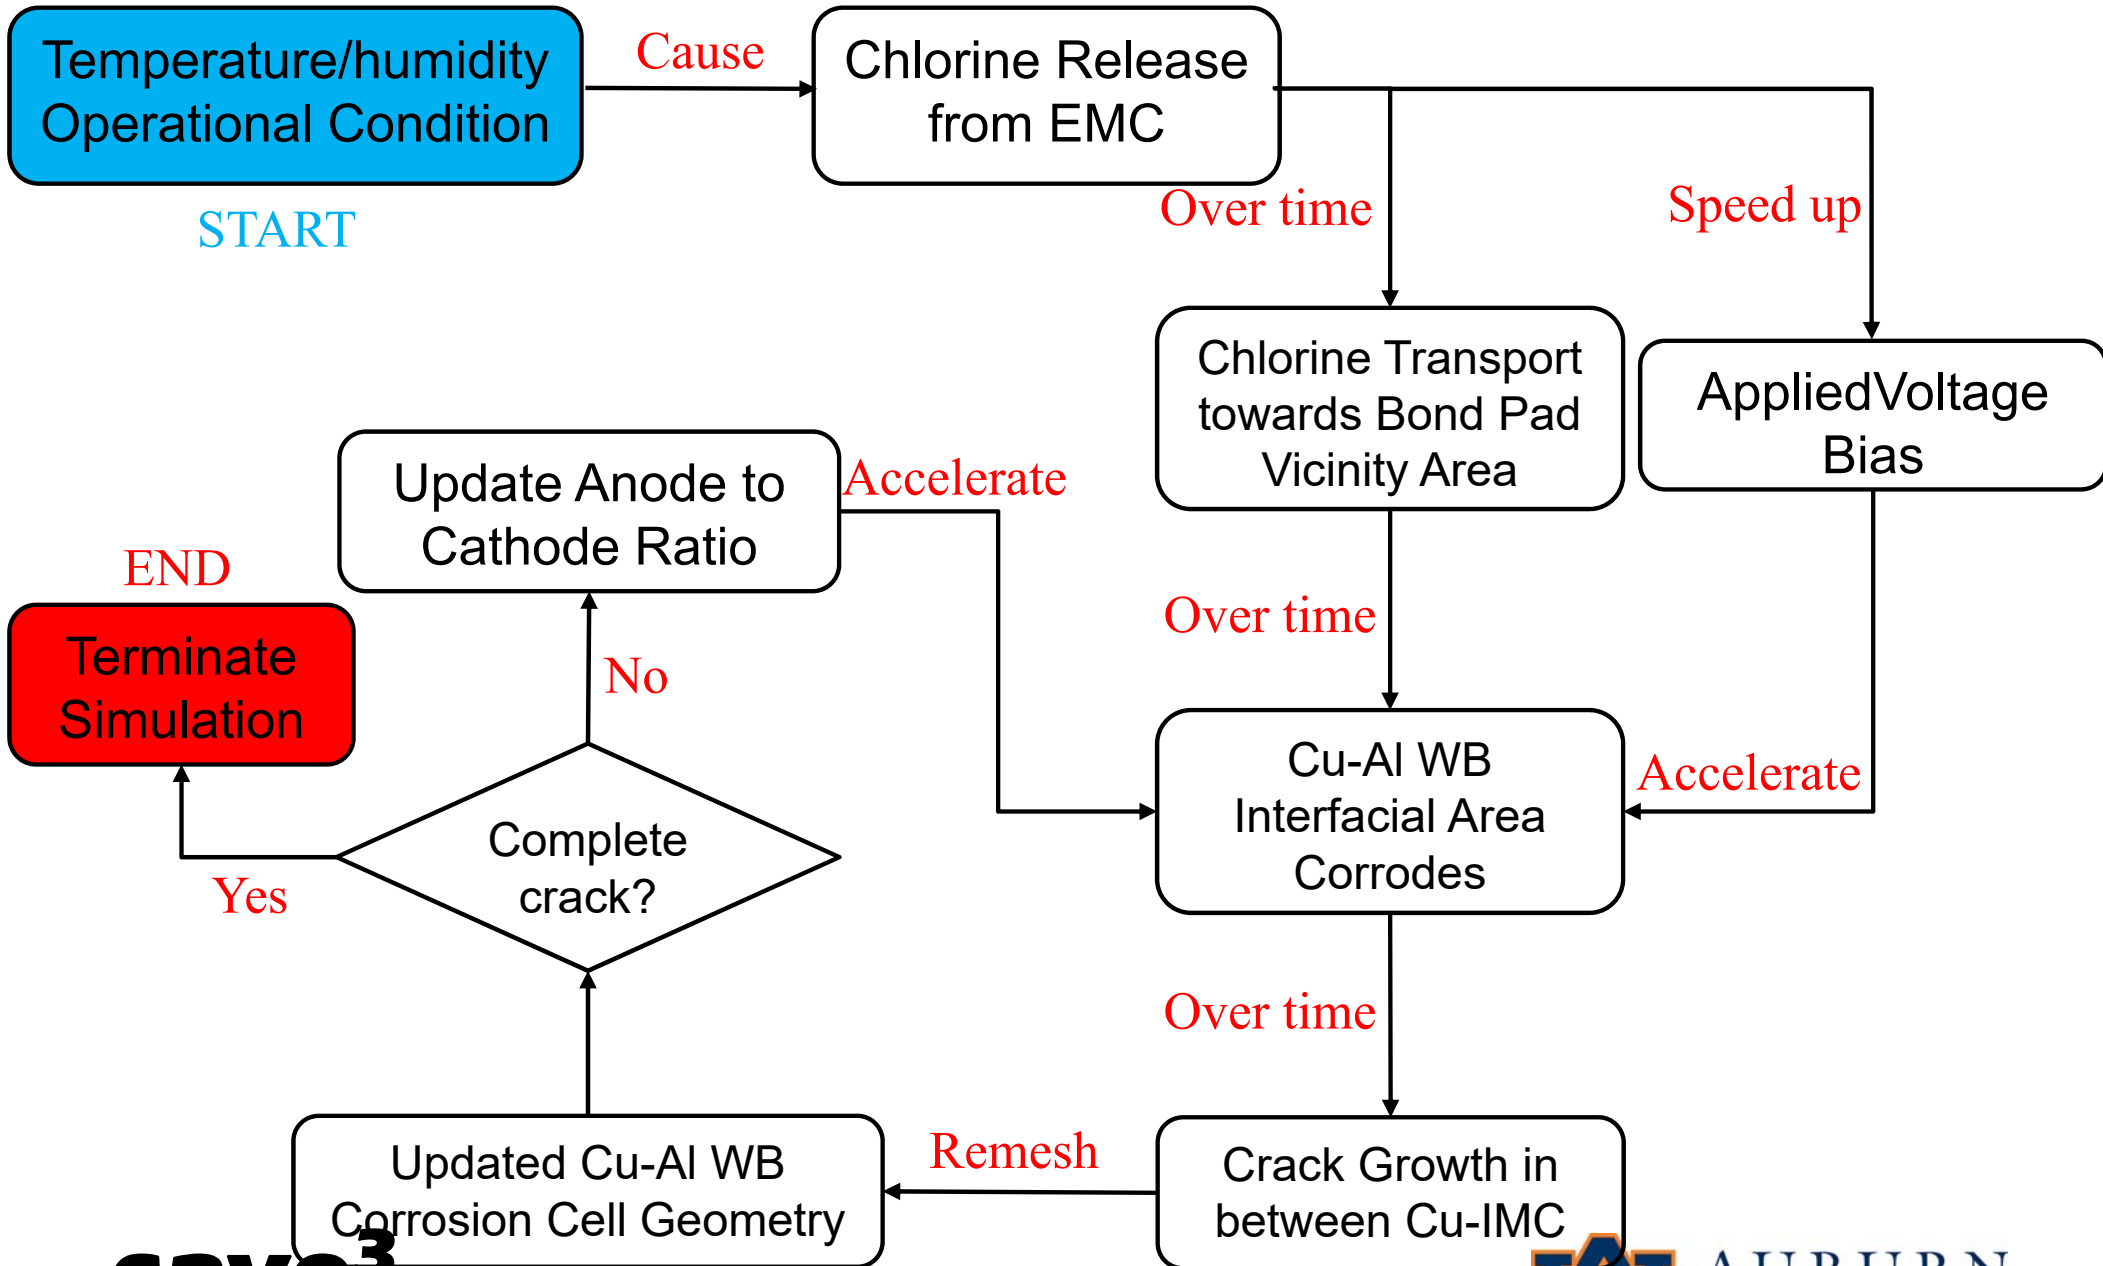 Temperature/humidity
Operational Condition
START
Cause
Chlorine Release
from EMC
Over time
Speed up
Chlorine Transport
towards Bond Pad
Vicinity Area
AppliedVoltage
Bias
Update Anode to
Cathode Ratio
Accelerate
END
Terminate
Simulation
No
Over time
Complete
crack?
Yes
Cu-Al WB
Interfacial Area
Corrodes
Accelerate
Over time
Updated Cu-Al WB
Corrosion Cell Geometry
Remesh
Crack Growth in
between Cu-IMC
cave3
AUBURN